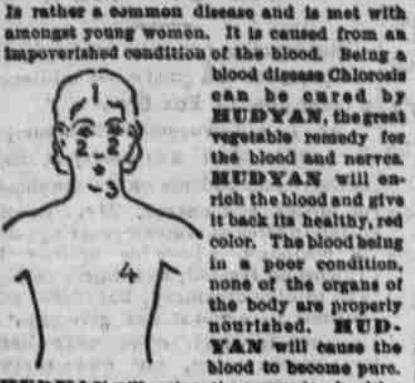 Is rather a common disease and is met with
amongst young women. It is caused from an
impoverished condition of the blood. Being a
blood disease Chlorosis
can be cured by
HUDYAN, the great
vegetable remedy for
the blood and nerves.
HUDYAN will en-
rich the blood and give
it back its healthy, red
color. The blood being
in a poor condition,
none of the organs of
the body are properly
nourished. HUD-
YAN will cause the
blood to become pure.
1
2 2
3
4